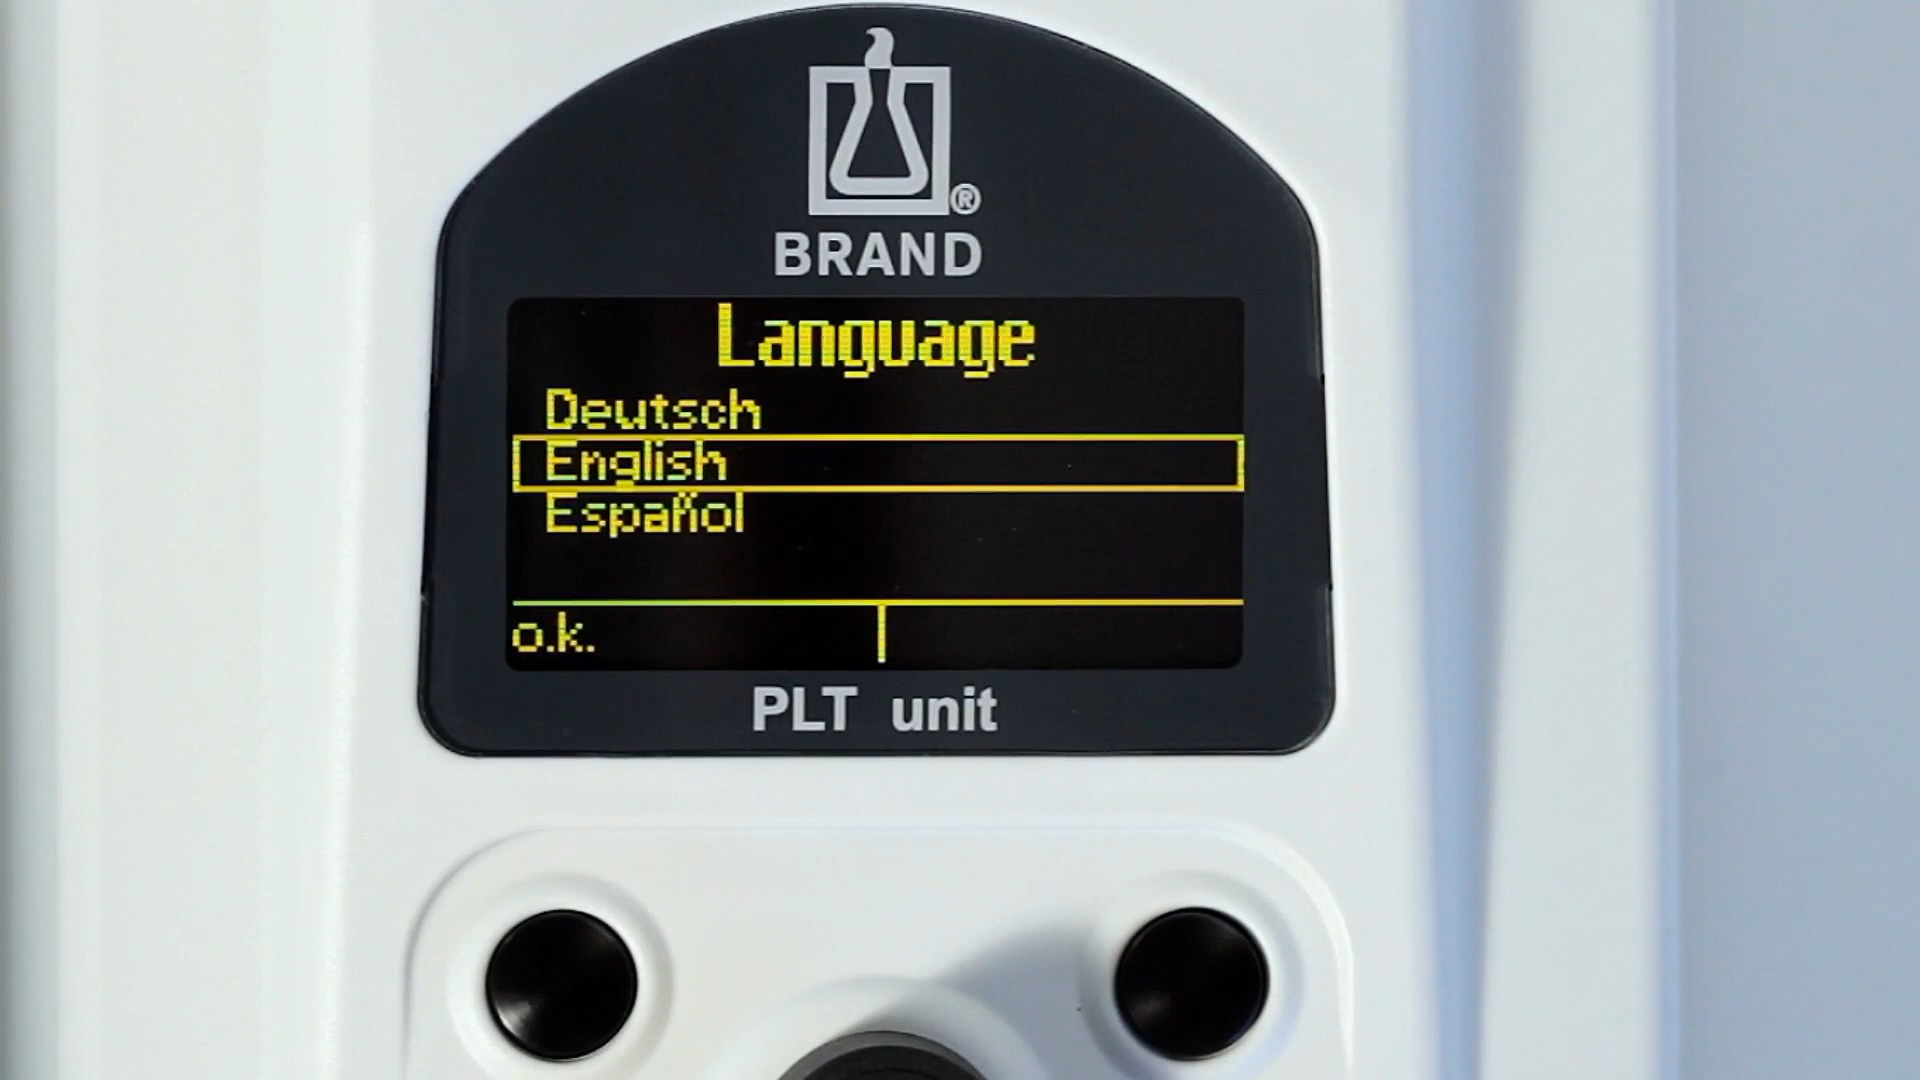 ®
BRAND
Language
Deutsch
English
Español
o.k.
PLT unit